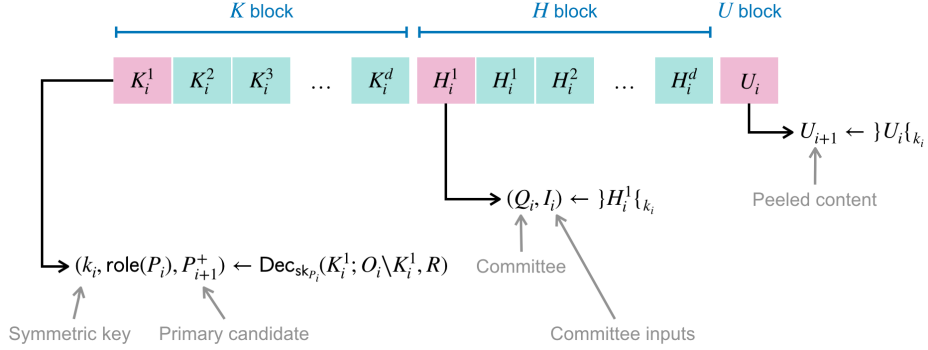 K block H block U block
K_i^1 K_i^2 K_i^3 … K_i^d H_i^1 H_i^1 H_i^2 … H_i^d U_i
U_{i+1} ← }U_i{_{k_i}
Peeled content
(Q_i, I_i) ← }H_i^1{_{k_i}
Committee
(k_i, role(P_i), P_{i+1}^+) ← Dec_{sk_{P_i}}(K_i^1; O_i\K_i^1, R)
Symmetric key Primary candidate Committee inputs